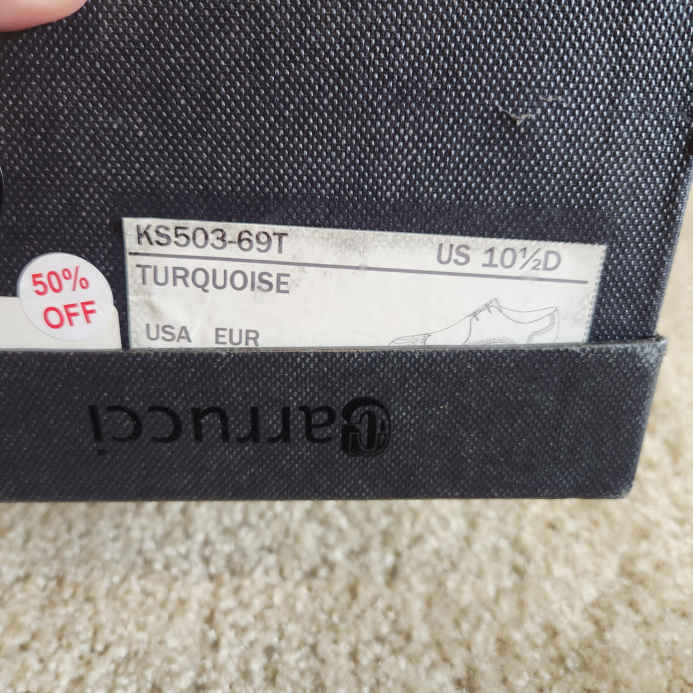 KS503-69T
US 10½D
TURQUOISE
USA EUR
50%
OFF
Carrucci